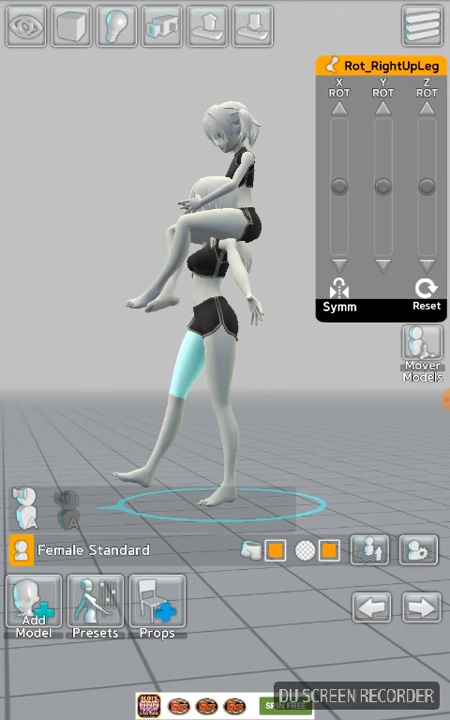 Rot_RightUpLeg
X ROT
Y ROT
Z ROT
Symm
Reset
Mover Models
A
A
Female Standard
Add Model
Presets
Props
SLOTS
SPIN FREE
DU SCREEN RECORDER